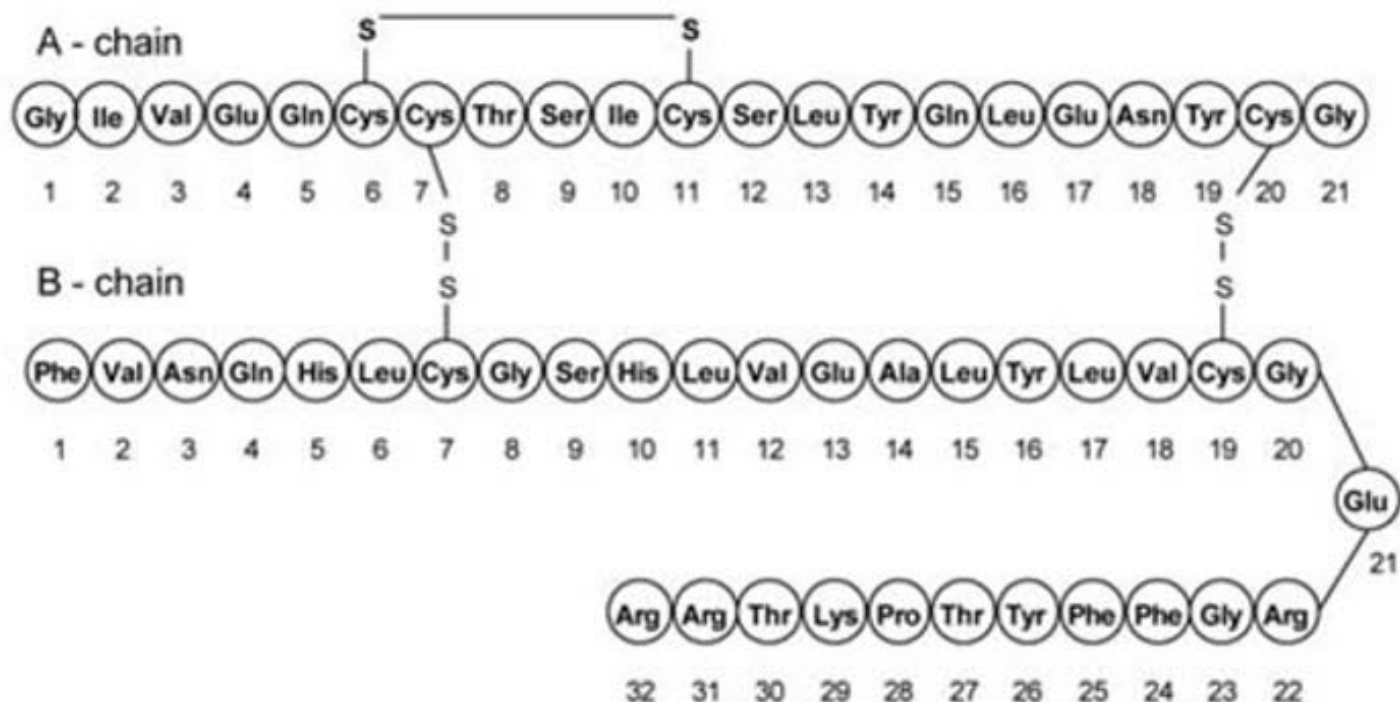 S S
A - chain
Gly Ile Val Glu Gln Cys Cys Thr Ser Ile Cys Ser Leu Tyr Gln Leu Glu Asn Tyr Cys Gly
1 2 3 4 5 6 7 8 9 10 11 12 13 14 15 16 17 18 19 20 21
S S
B - chain
S S
Phe Val Asn Gln His Leu Cys Gly Ser His Leu Val Glu Ala Leu Tyr Leu Val Cys Gly
1 2 3 4 5 6 7 8 9 10 11 12 13 14 15 16 17 18 19 20
Glu
21
Arg Arg Thr Lys Pro Thr Tyr Phe Phe Gly Arg
32 31 30 29 28 27 26 25 24 23 22